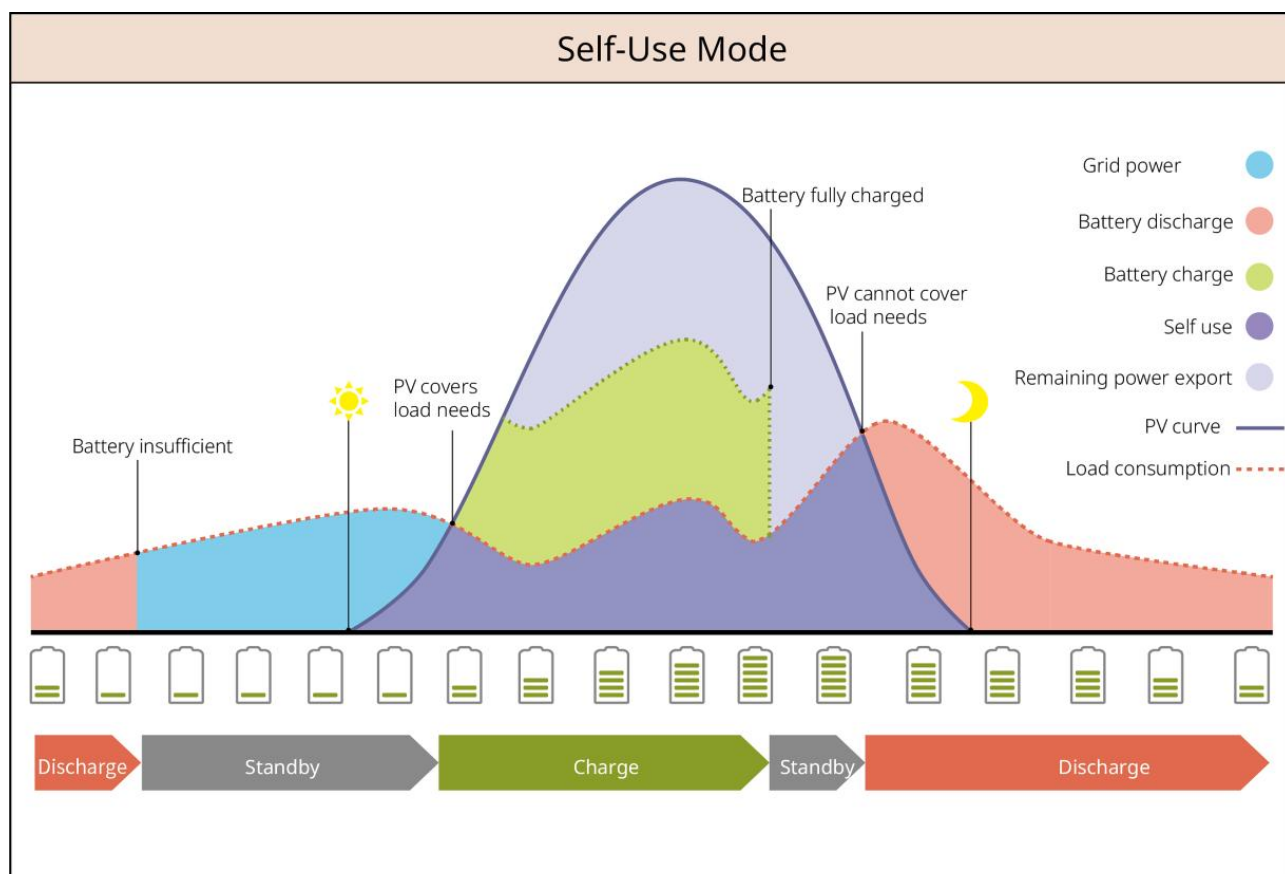 Self-Use Mode
Grid power
Battery discharge
Battery charge
Self use
Remaining power export
PV curve
Load consumption
Battery fully charged
PV cannot cover
load needs
PV covers
load needs
Battery insufficient
Discharge
Standby
Charge
Standby
Discharge